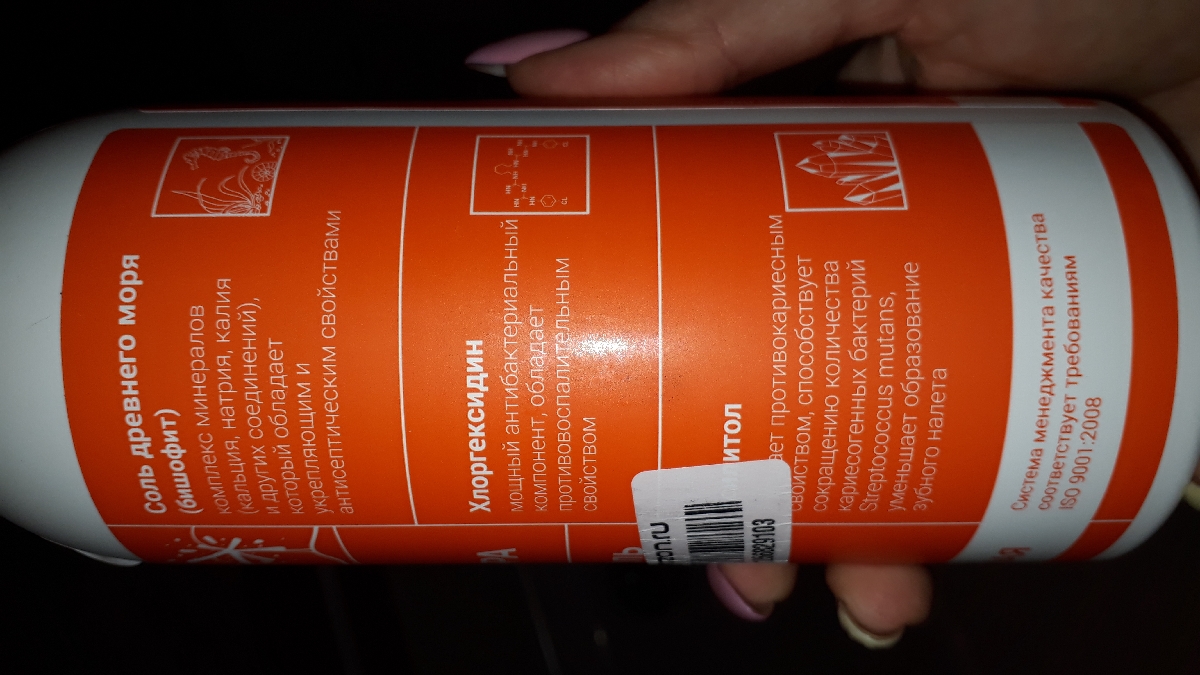 Соль древнего моря
(бишофит)
комплекс минералов
(кальция, натрия, калия
и других соединений),
который обладает
укрепляющим и
антисептическим свойствами
Хлоргексидин
мощный антибактериальный
компонент, обладает
противовоспалительным
свойством
противокариесным
свойством, способствует
сокращению количества
кариесогенных бактерий
Streptococcus mutans,
уменьшает образование
зубного налета
Система менеджмента качества
соответствует требованиям
ISO 9001:2008